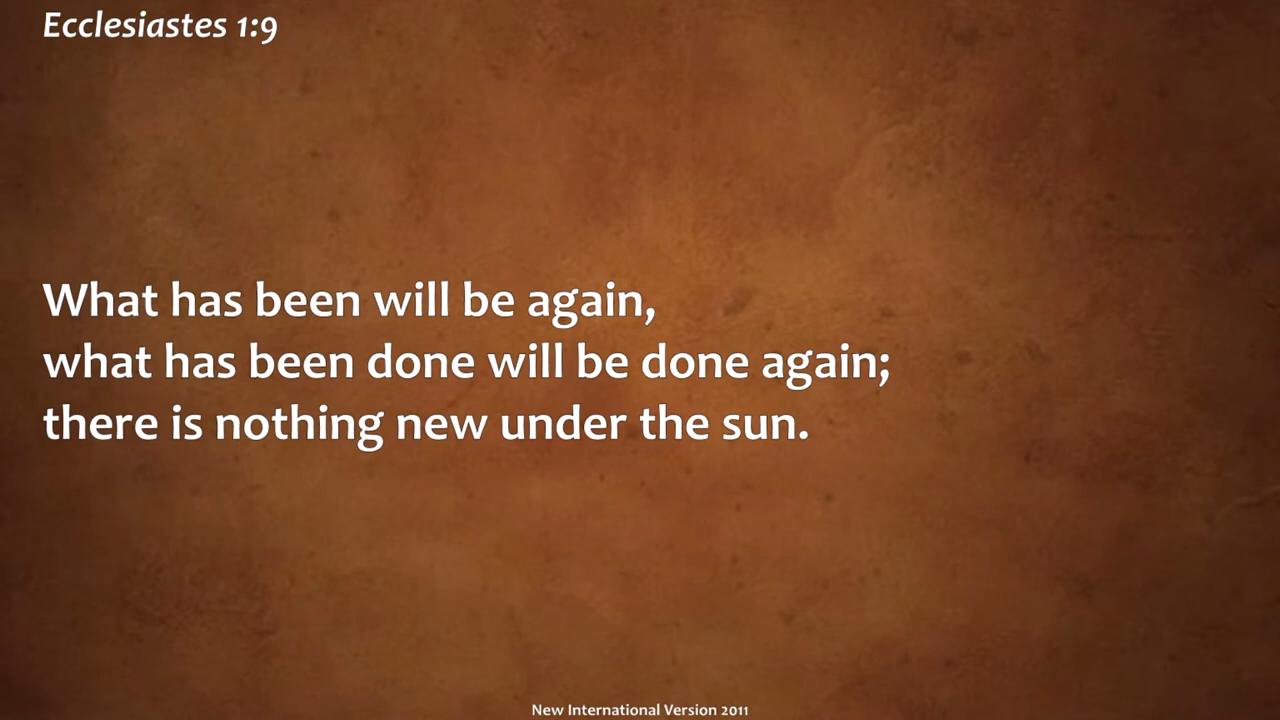 Ecclesiastes 1:9
What has been will be again,
what has been done will be done again;
there is nothing new under the sun.
New International Version 2011